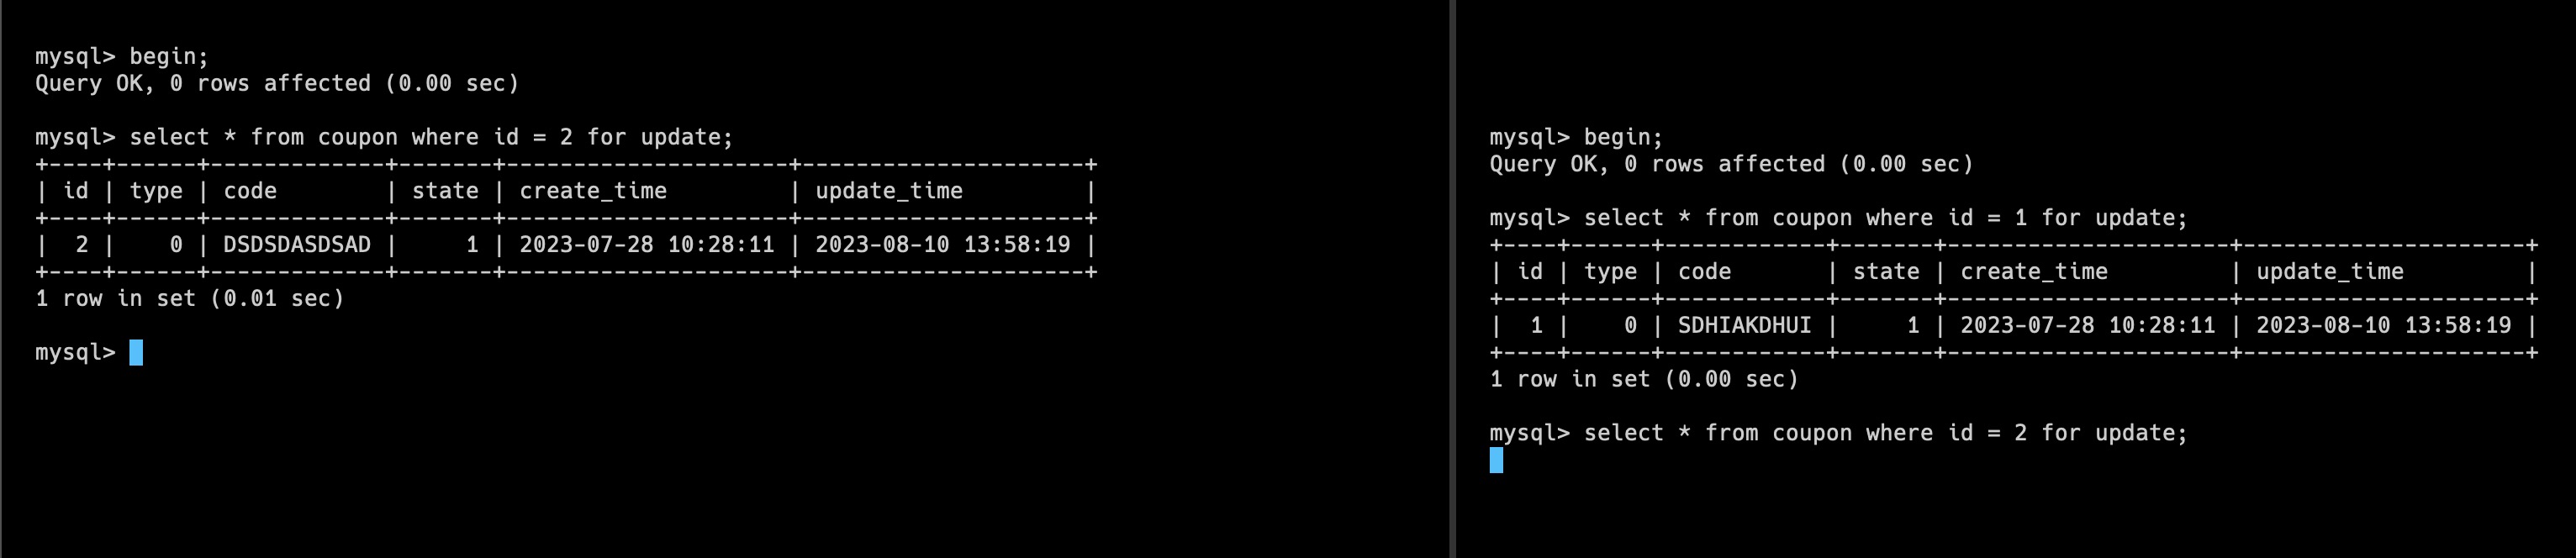 mysql> begin;
Query OK, 0 rows affected (0.00 sec)

mysql> select * from coupon where id = 2 for update;
+----+------+-------------+-------+---------------------+---------------------+
| id | type | code        | state | create_time         | update_time         |
+----+------+-------------+-------+---------------------+---------------------+
|  2 |    0 | DSDSDASDSAD |     1 | 2023-07-28 10:28:11 | 2023-08-10 13:58:19 |
+----+------+-------------+-------+---------------------+---------------------+
1 row in set (0.01 sec)

mysql>

mysql> begin;
Query OK, 0 rows affected (0.00 sec)

mysql> select * from coupon where id = 1 for update;
+----+------+------------+-------+---------------------+---------------------+
| id | type | code       | state | create_time         | update_time         |
+----+------+------------+-------+---------------------+---------------------+
|  1 |    0 | SDHIAKDHUI |     1 | 2023-07-28 10:28:11 | 2023-08-10 13:58:19 |
+----+------+------------+-------+---------------------+---------------------+
1 row in set (0.00 sec)

mysql> select * from coupon where id = 2 for update;